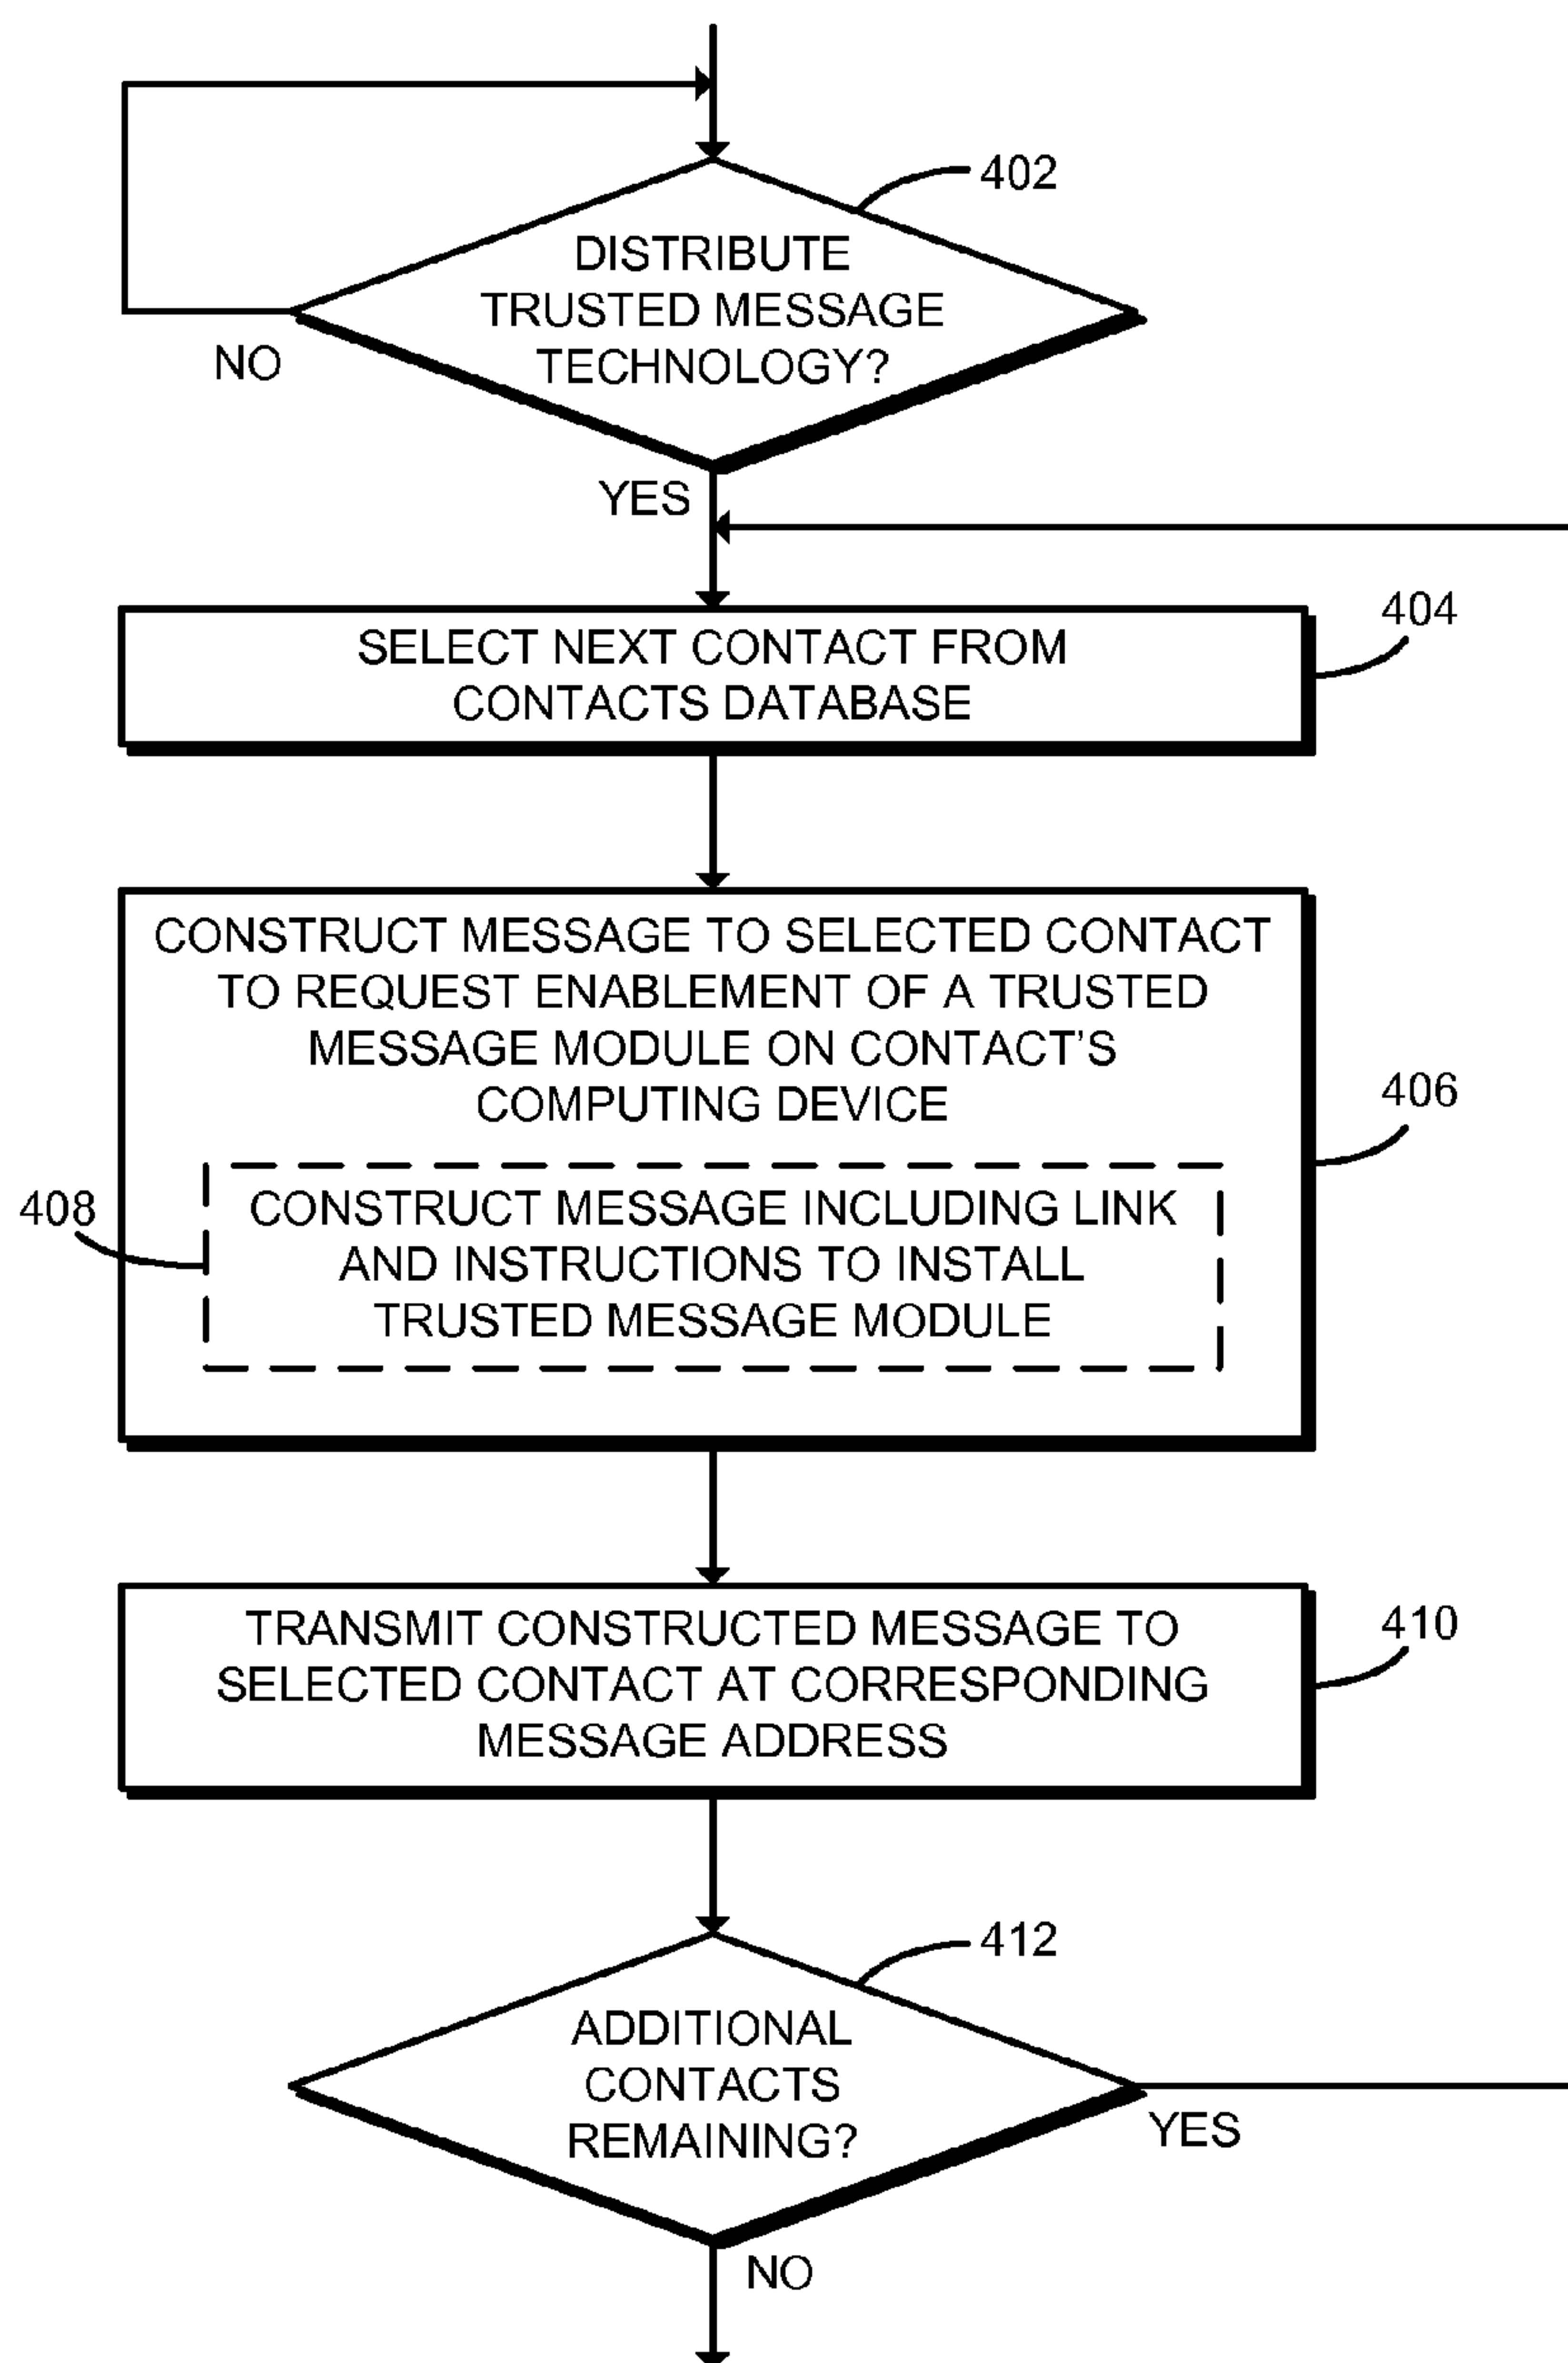 402
DISTRIBUTE
TRUSTED MESSAGE
TECHNOLOGY?
NO
YES
404
SELECT NEXT CONTACT FROM
CONTACTS DATABASE
CONSTRUCT MESSAGE TO SELECTED CONTACT
TO REQUEST ENABLEMENT OF A TRUSTED
MESSAGE MODULE ON CONTACT'S
COMPUTING DEVICE
406
408
CONSTRUCT MESSAGE INCLUDING LINK
AND INSTRUCTIONS TO INSTALL
TRUSTED MESSAGE MODULE
410
TRANSMIT CONSTRUCTED MESSAGE TO
SELECTED CONTACT AT CORRESPONDING
MESSAGE ADDRESS
412
ADDITIONAL
CONTACTS
REMAINING?
YES
NO